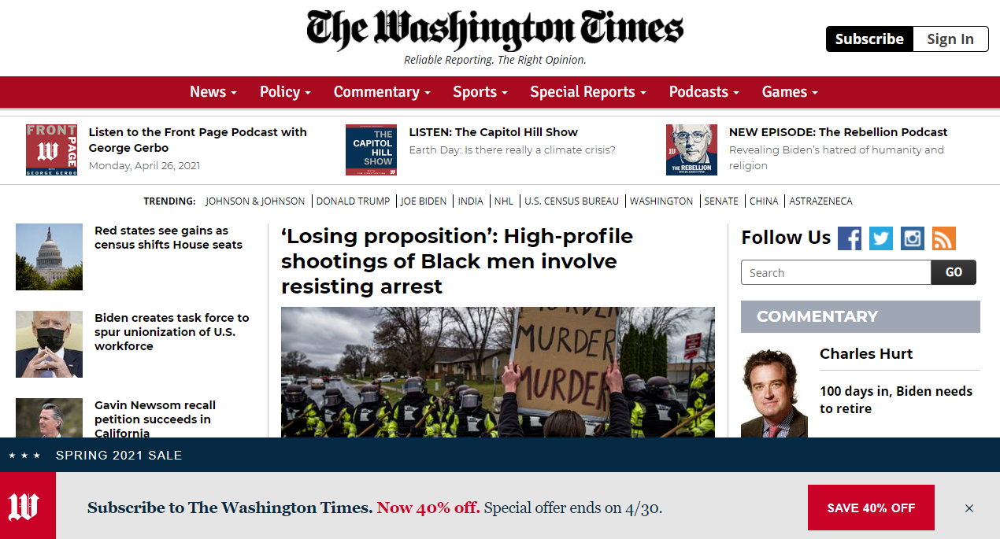 The Washington Times
Reliable Reporting. The Right Opinion.
Subscribe
Sign In
News
Policy
Commentary
Sports
Special Reports
Podcasts
Games
FRONT
PAGE
WITH
GEORGE GERBO
Listen to the Front Page Podcast with
George Gerbo
Monday, April 26, 2021
THE
CAPITOL
HILL
SHOW
WITH
TIM CONSTANTINE
LISTEN: The Capitol Hill Show
Earth Day: Is there really a climate crisis?
THE REBELLION
NEW EPISODE: The Rebellion Podcast
Revealing Biden’s hatred of humanity and
religion
TRENDING: JOHNSON & JOHNSON DONALD TRUMP JOE BIDEN INDIA NHL U.S. CENSUS BUREAU WASHINGTON SENATE CHINA ASTRAZENECA
Red states see gains as
census shifts House seats
Biden creates task force to
spur unionization of U.S.
workforce
Gavin Newsom recall
petition succeeds in
California
‘Losing proposition’: High-profile
shootings of Black men involve
resisting arrest
MURDER
MURDER
MURDER
Follow Us
Search
GO
COMMENTARY
Charles Hurt
100 days in, Biden needs
to retire
★ ★ ★ SPRING 2021 SALE
W
Subscribe to The Washington Times. Now 40% off. Special offer ends on 4/30.
SAVE 40% OFF
×